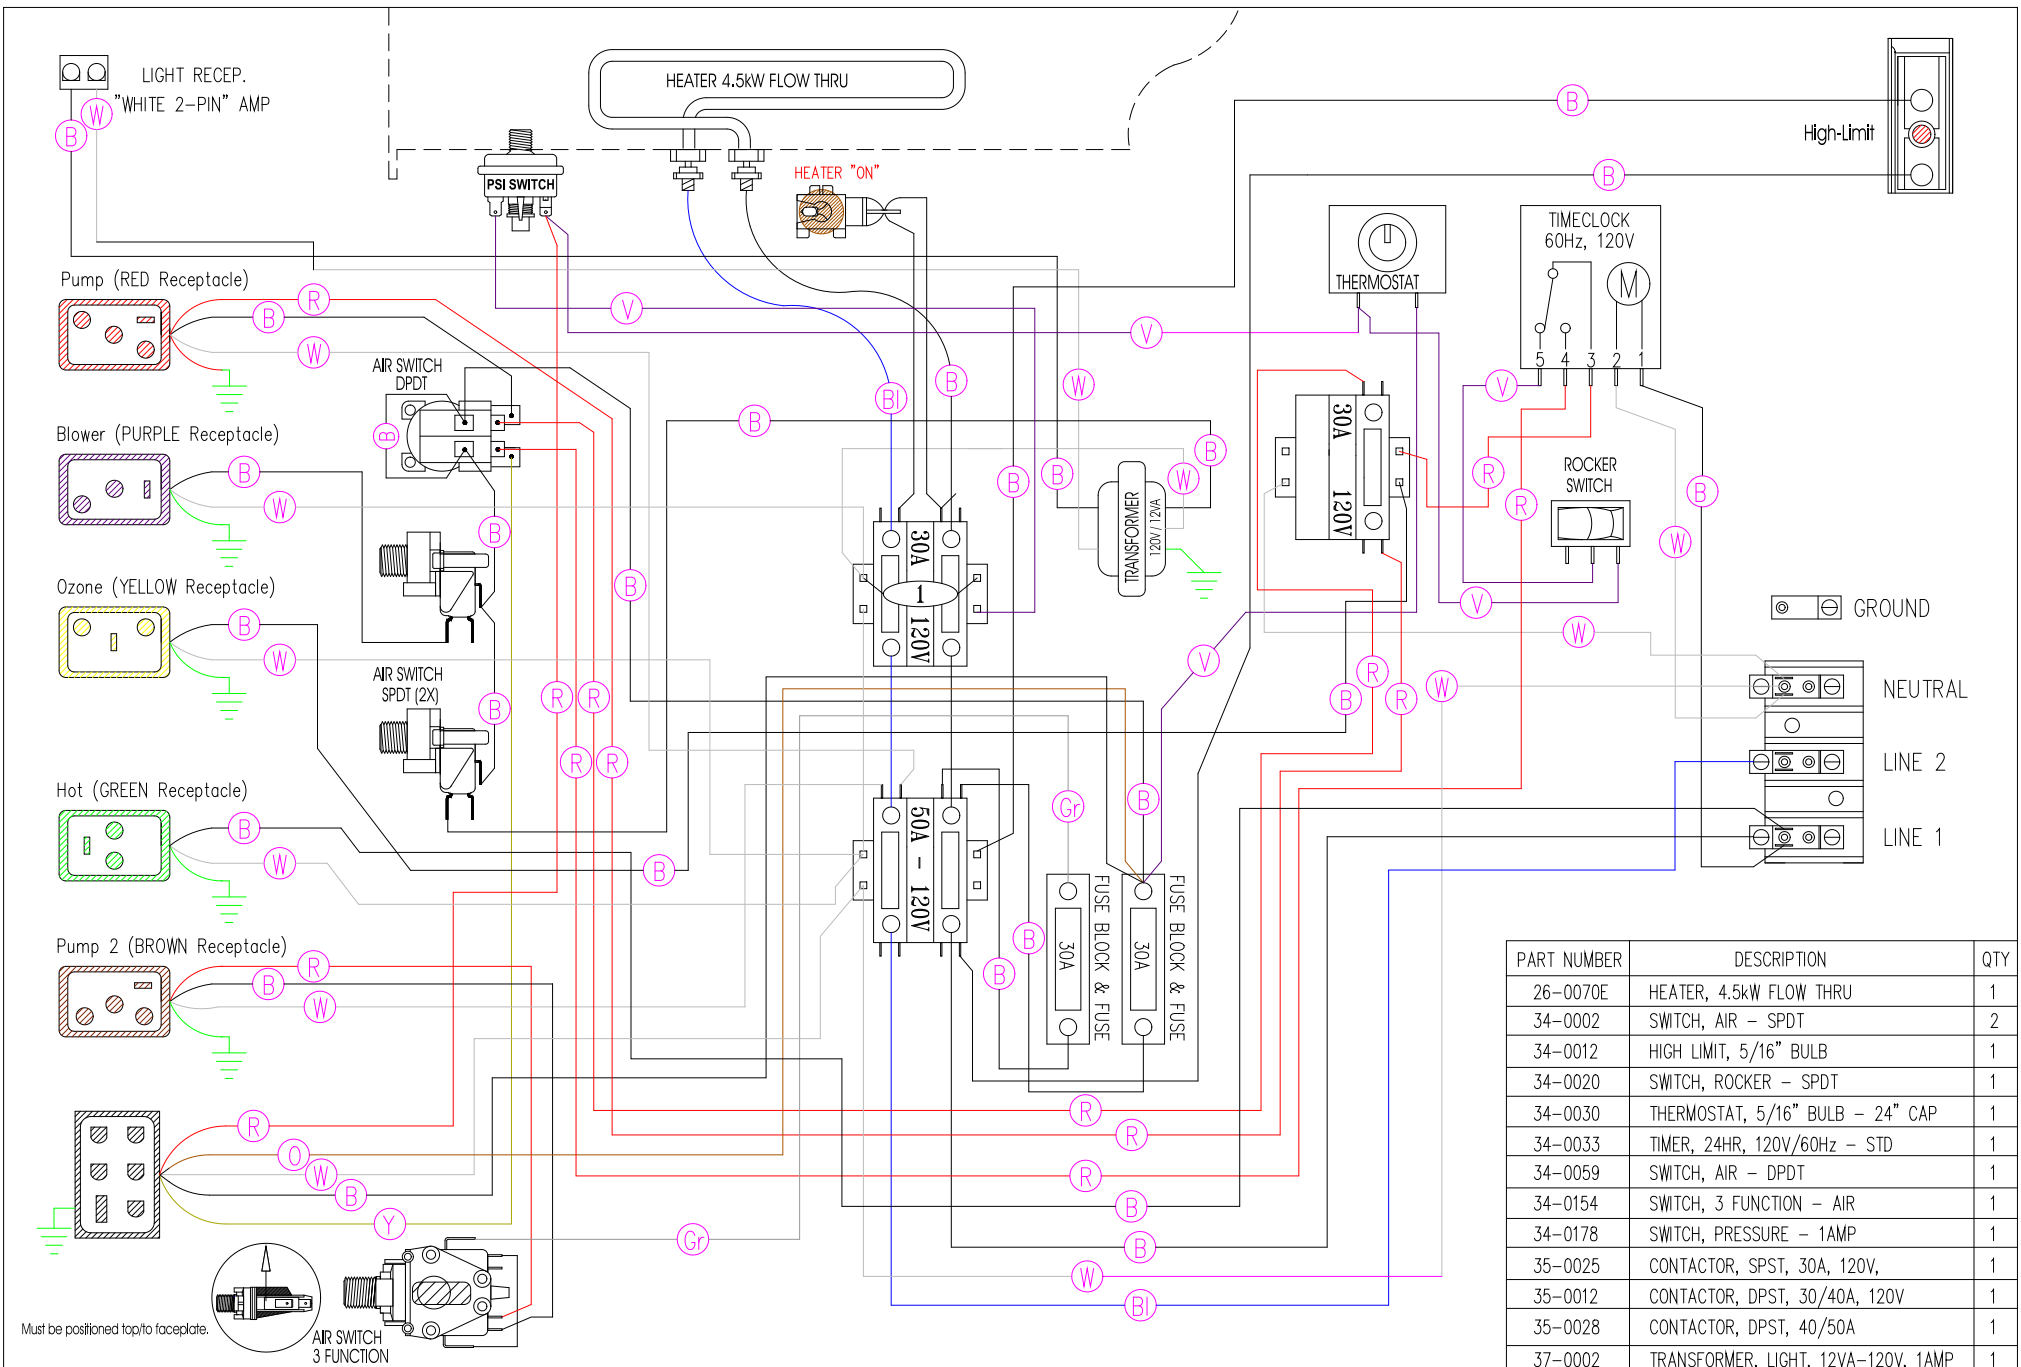 LIGHT RECEP.
"WHITE 2-PIN" AMP
B
W
HEATER 4.5kW FLOW THRU
PSI SWITCH
HEATER "ON"
B
High-Limit
B
THERMOSTAT
TIMECLOCK
60Hz, 120V
M
5 4 3 2 1
Pump (RED Receptacle)
R
B
W
V
V
AIR SWITCH
DPDT
B
Bl
B
W
V
B
30A 120V
R
ROCKER
SWITCH
Blower (PURPLE Receptacle)
B
W
B
B
B
W
B
R
B
W
TRANSFORMER
120V / 12VA
30A 120V
1
Ozone (YELLOW Receptacle)
B
W
B
V
W
V
GROUND
AIR SWITCH
SPDT (2X)
R
R
B
R
B
R
W
NEUTRAL
R
R
LINE 2
Hot (GREEN Receptacle)
B
W
B
50A - 120V
Gr
B
LINE 1
30A
FUSE BLOCK & FUSE
30A
FUSE BLOCK & FUSE
B
B
Pump 2 (BROWN Receptacle)
R
B
W
R
O
W
B
Y
R
R
R
B
Gr
B
W
Bl
Must be positioned top/to faceplate.
AIR SWITCH
3 FUNCTION
PART NUMBER DESCRIPTION QTY
26-0070E HEATER, 4.5kW FLOW THRU 1
34-0002 SWITCH, AIR - SPDT 2
34-0012 HIGH LIMIT, 5/16" BULB 1
34-0020 SWITCH, ROCKER - SPDT 1
34-0030 THERMOSTAT, 5/16" BULB - 24" CAP 1
34-0033 TIMER, 24HR, 120V/60Hz - STD 1
34-0059 SWITCH, AIR - DPDT 1
34-0154 SWITCH, 3 FUNCTION - AIR 1
34-0178 SWITCH, PRESSURE - 1AMP 1
35-0025 CONTACTOR, SPST, 30A, 120V, 1
35-0012 CONTACTOR, DPST, 30/40A, 120V 1
35-0028 CONTACTOR, DPST, 40/50A 1
37-0002 TRANSFORMER, LIGHT, 12VA-120V, 1AMP 1